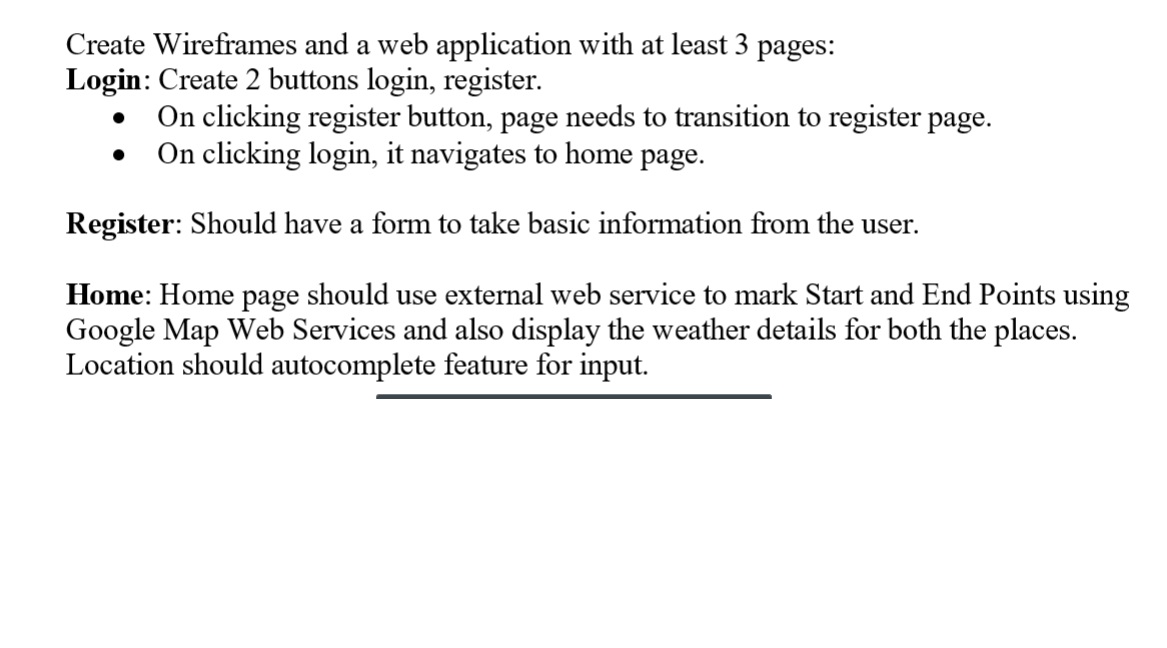 Create Wireframes and a web application with at least 3 pages:
Login: Create 2 buttons login, register.
• On clicking register button, page needs to transition to register page.
• On clicking login, it navigates to home page.
Register: Should have a form to take basic information from the user.
Home: Home page should use external web service to mark Start and End Points using
Google Map Web Services and also display the weather details for both the places.
Location should autocomplete feature for input.